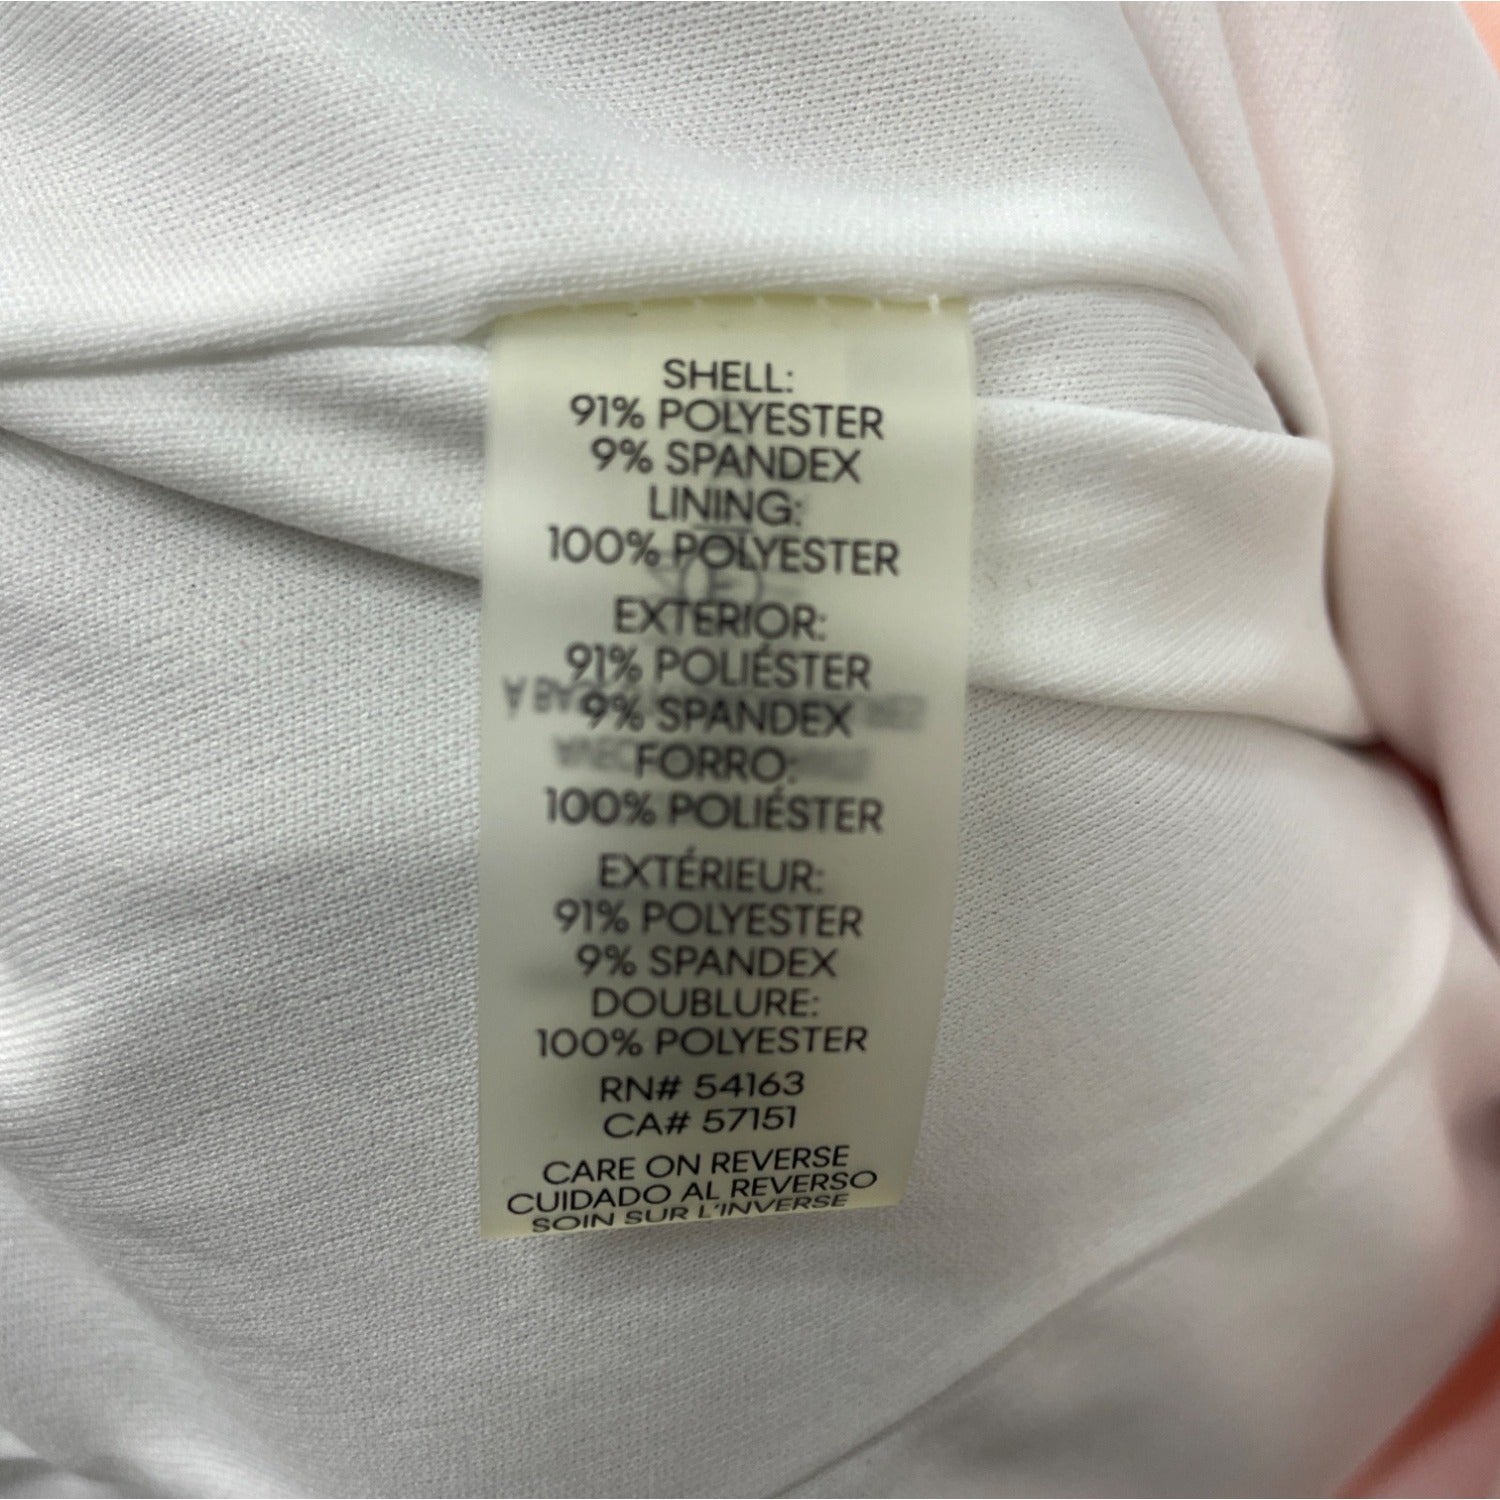 SHELL:
91% POLYESTER
9% SPANDEX
LINING:
100% POLYESTER
EXTERIOR:
91% POLIÉSTER
9% SPANDEX
FORRO:
100% POLIÉSTER
EXTÉRIEUR:
91% POLYESTER
9% SPANDEX
DOUBLURE:
100% POLYESTER
RN# 54163
CA# 57151
CARE ON REVERSE
CUIDADO AL REVERSO
SOIN SUR L'INVERSE